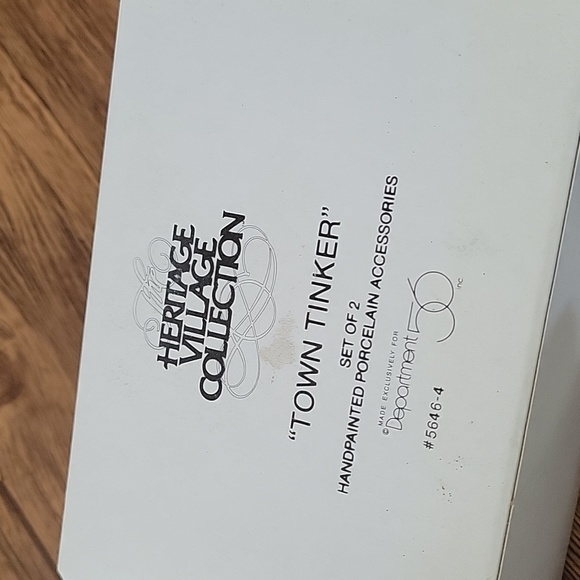 The
HERITAGE
VILLAGE
COLLECTION
"TOWN TINKER"
SET OF 2
HANDPAINTED PORCELAIN ACCESSORIES
© MADE EXCLUSIVELY FOR
Department 56 INC
#5646-4